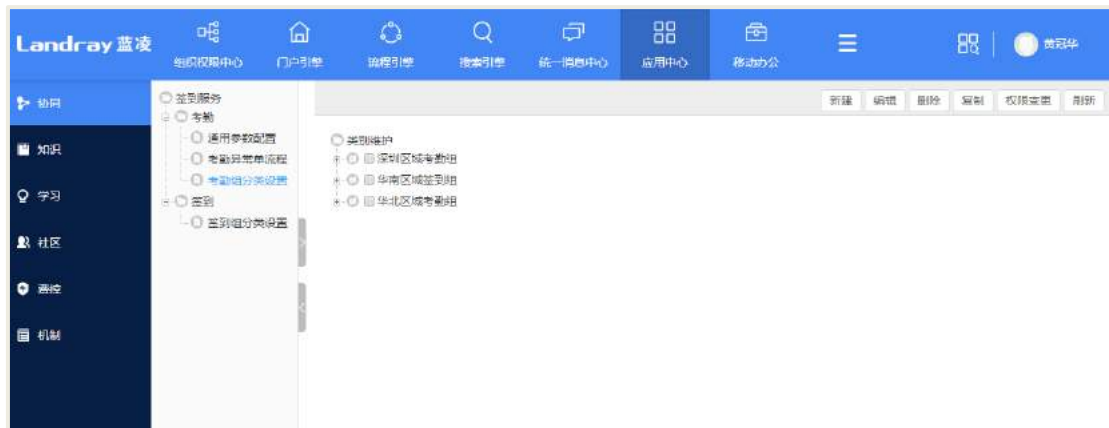 Landray 蓝凌
组织权限中心
门户引擎
流程引擎
搜索引擎
统一消息中心
应用中心
移动办公
黄冠华
协同
知识
学习
社区
费控
机制
签到服务
考勤
通用参数配置
考勤异常单流程
考勤组分类设置
签到
签到组分类设置
新建
编辑
删除
复制
权限变更
刷新
类别维护
深圳区域考勤组
华南区域签到组
华北区域考勤组